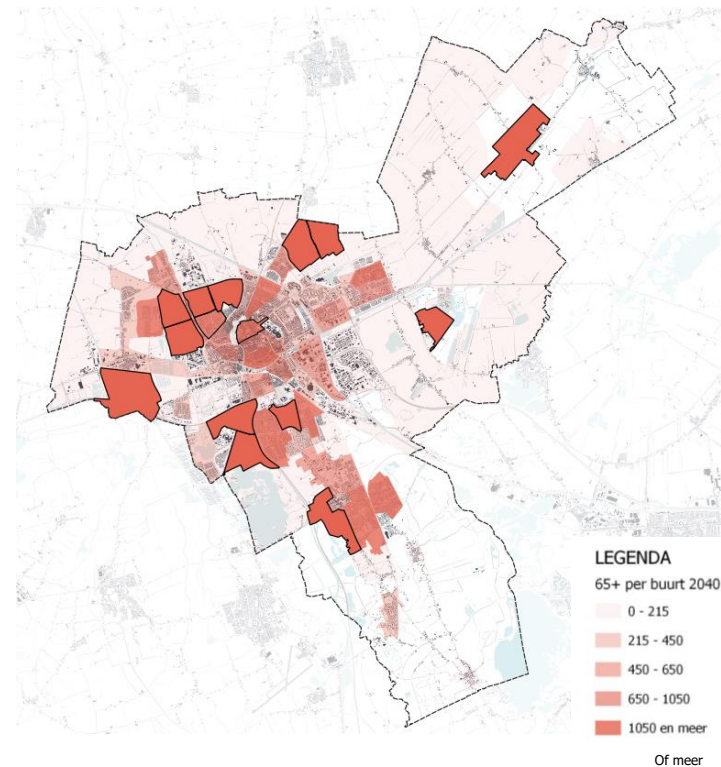 LEGENDA
65+ per buurt 2040
0 - 215
215 - 450
450 - 650
650 - 1050
1050 en meer
Of meer